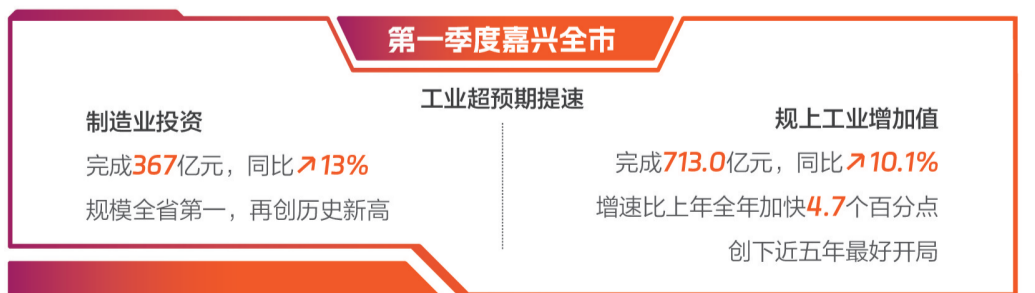 第一季度嘉兴全市
工业超预期提速
制造业投资
完成367亿元，同比↗13%
规模全省第一，再创历史新高
规上工业增加值
完成713.0亿元，同比↗10.1%
增速比上年全年加快4.7个百分点
创下近五年最好开局